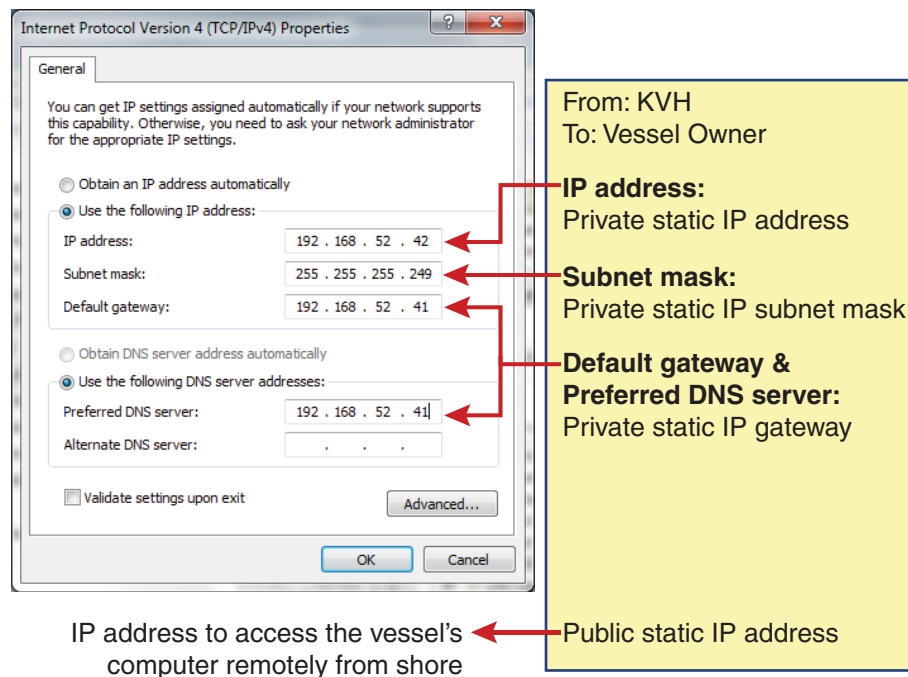 Internet Protocol Version 4 (TCP/IPv4) Properties
General
You can get IP settings assigned automatically if your network supports
this capability. Otherwise, you need to ask your network administrator
for the appropriate IP settings.
Obtain an IP address automatically
Use the following IP address:
IP address: 192 . 168 . 52 . 42
Subnet mask: 255 . 255 . 255 . 249
Default gateway: 192 . 168 . 52 . 41
Obtain DNS server address automatically
Use the following DNS server addresses:
Preferred DNS server: 192 . 168 . 52 . 41
Alternate DNS server: . . .
Validate settings upon exit
Advanced...
OK Cancel
From: KVH
To: Vessel Owner
IP address:
Private static IP address
Subnet mask:
Private static IP subnet mask
Default gateway &
Preferred DNS server:
Private static IP gateway
Public static IP address
IP address to access the vessel's
computer remotely from shore